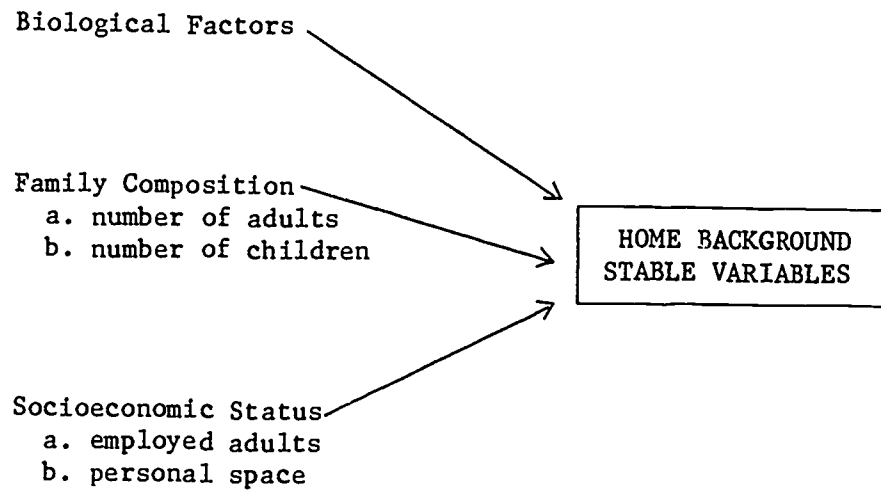 Biological Factors
Family Composition
a. number of adults
b. number of children
HOME BACKGROUND
STABLE VARIABLES
Socioeconomic Status
a. employed adults
b. personal space